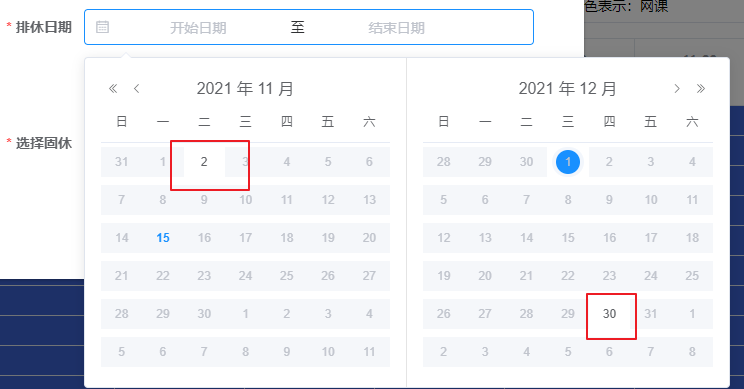 色表示：网课
* 排休日期 开始日期 至 结束日期
* 选择固休
2021 年 11 月
日 一 二 三 四 五 六
31 1 2 3 4 5 6
7 8 9 10 11 12 13
14 15 16 17 18 19 20
21 22 23 24 25 26 27
28 29 30 1 2 3 4
5 6 7 8 9 10 11
2021 年 12 月
日 一 二 三 四 五 六
28 29 30 1 2 3 4
5 6 7 8 9 10 11
12 13 14 15 16 17 18
19 20 21 22 23 24 25
26 27 28 29 30 31 1
2 3 4 5 6 7 8